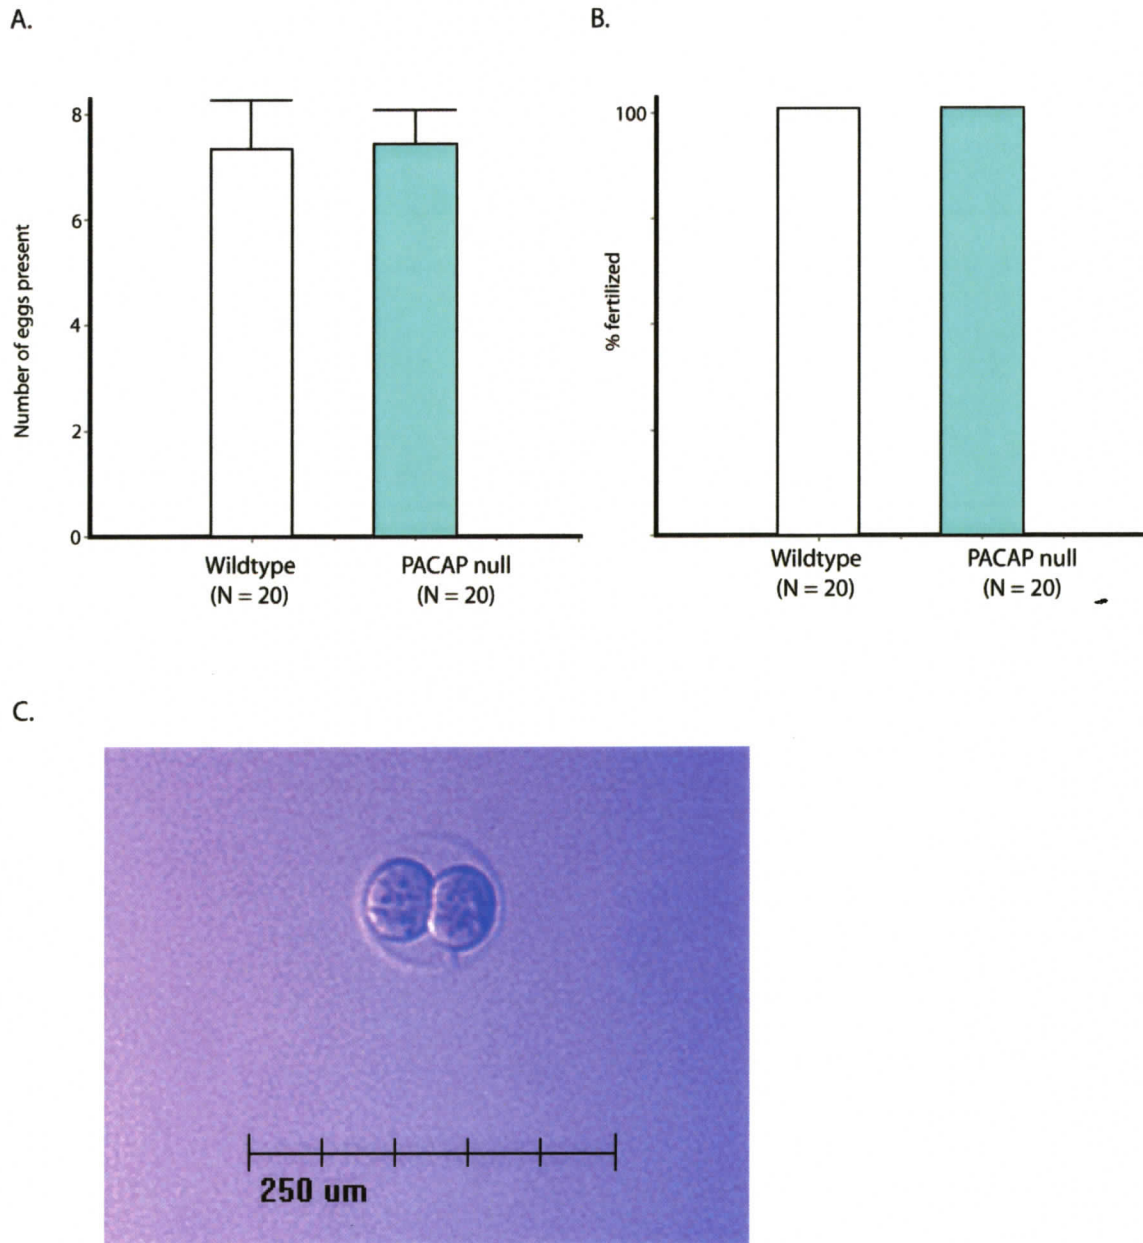 A.
8
6
4
2
0
Number of eggs present
Wildtype
(N = 20)
PACAP null
(N = 20)
B.
100
% fertilized
Wildtype
(N = 20)
PACAP null
(N = 20)
C.
250 um